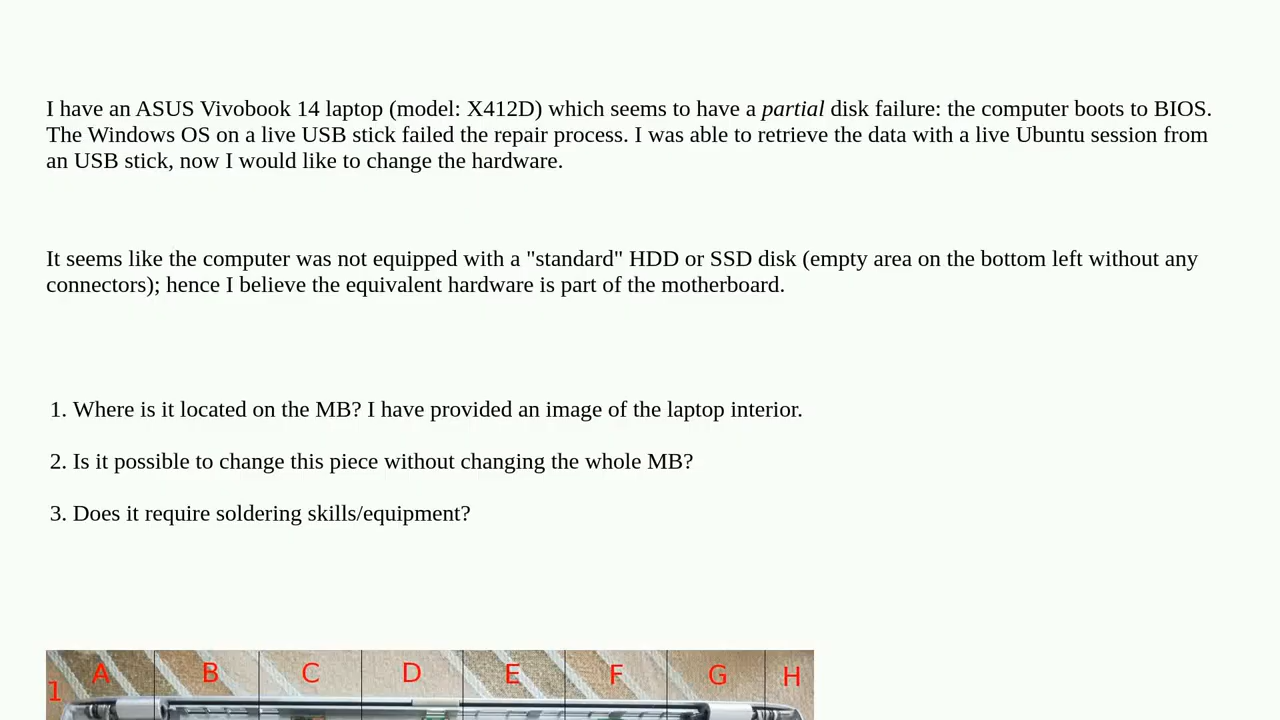 I have an ASUS Vivobook 14 laptop (model: X412D) which seems to have a partial disk failure: the computer boots to BIOS.
The Windows OS on a live USB stick failed the repair process. I was able to retrieve the data with a live Ubuntu session from
an USB stick, now I would like to change the hardware.
It seems like the computer was not equipped with a "standard" HDD or SSD disk (empty area on the bottom left without any
connectors); hence I believe the equivalent hardware is part of the motherboard.
1. Where is it located on the MB? I have provided an image of the laptop interior.
2. Is it possible to change this piece without changing the whole MB?
3. Does it require soldering skills/equipment?
A B C D E F G H
1